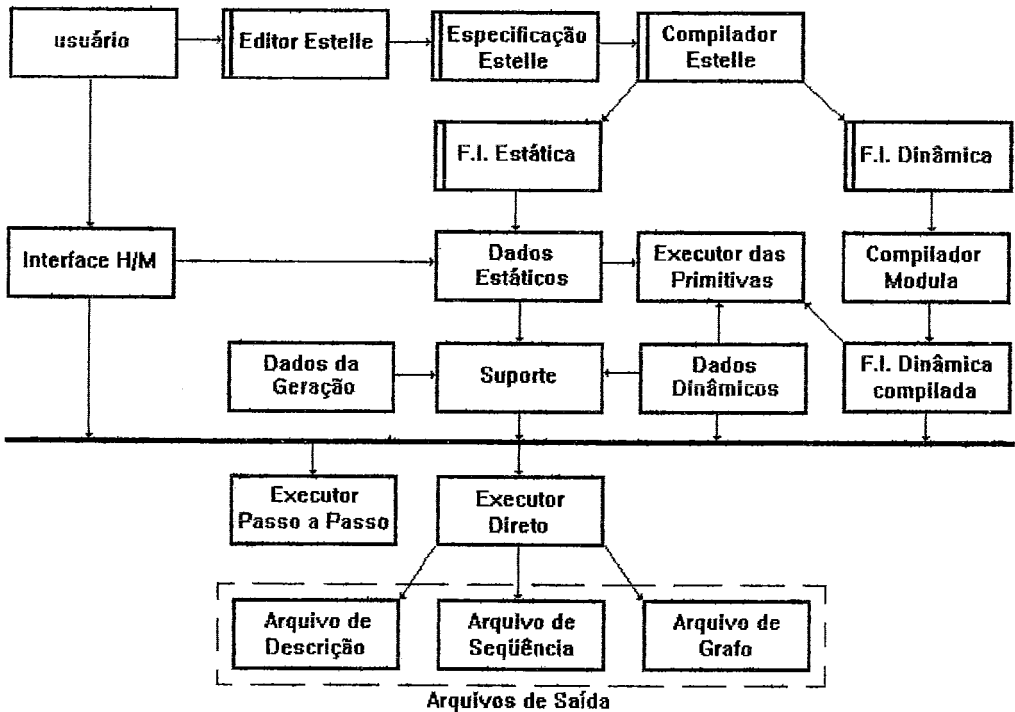 usuário
Editor Estelle
Especificação
Estelle
Compilador
Estelle
F.I. Estática
F.I. Dinâmica
Interface H/M
Dados
Estáticos
Executor das
Primitivas
Compilador
Modula
Dados da
Geração
Suporte
Dados
Dinâmicos
F.I. Dinâmica
compilada
Executor
Passo a Passo
Executor
Direto
Arquivo de
Descrição
Arquivo de
Seqüência
Arquivo de
Grafo
Arquivos de Saída